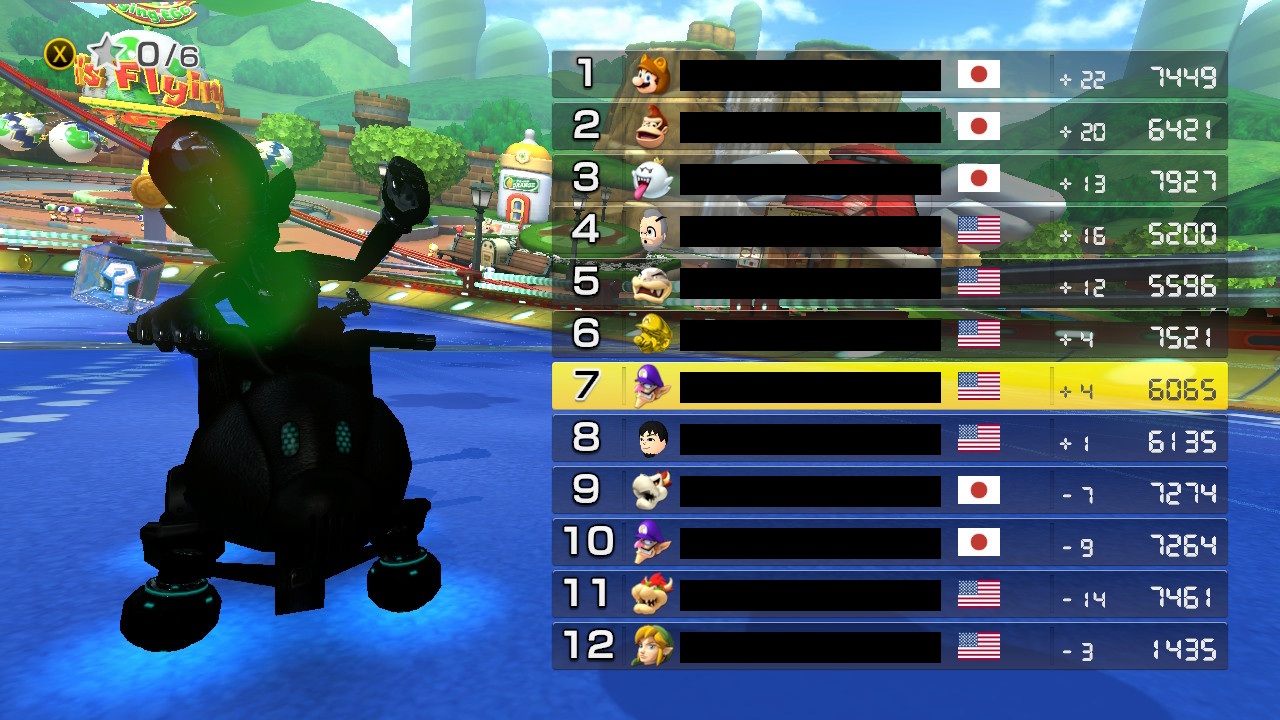 X 0/6
's Flyin
1 + 22 7449
2 + 20 6421
3 + 13 7927
4 + 16 5200
5 + 12 5596
6 + 4 7521
7 + 4 6065
8 + 1 6135
9 - 7 7274
10 - 9 7264
11 - 14 7461
12 - 3 1435
ORANGE
?